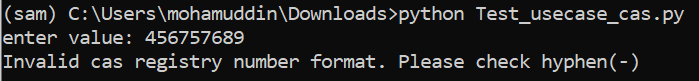 (sam) C:\Users\mohamuddin\Downloads>python Test_usecase_cas.py
enter value: 456757689
Invalid cas registry number format. Please check hyphen(-)